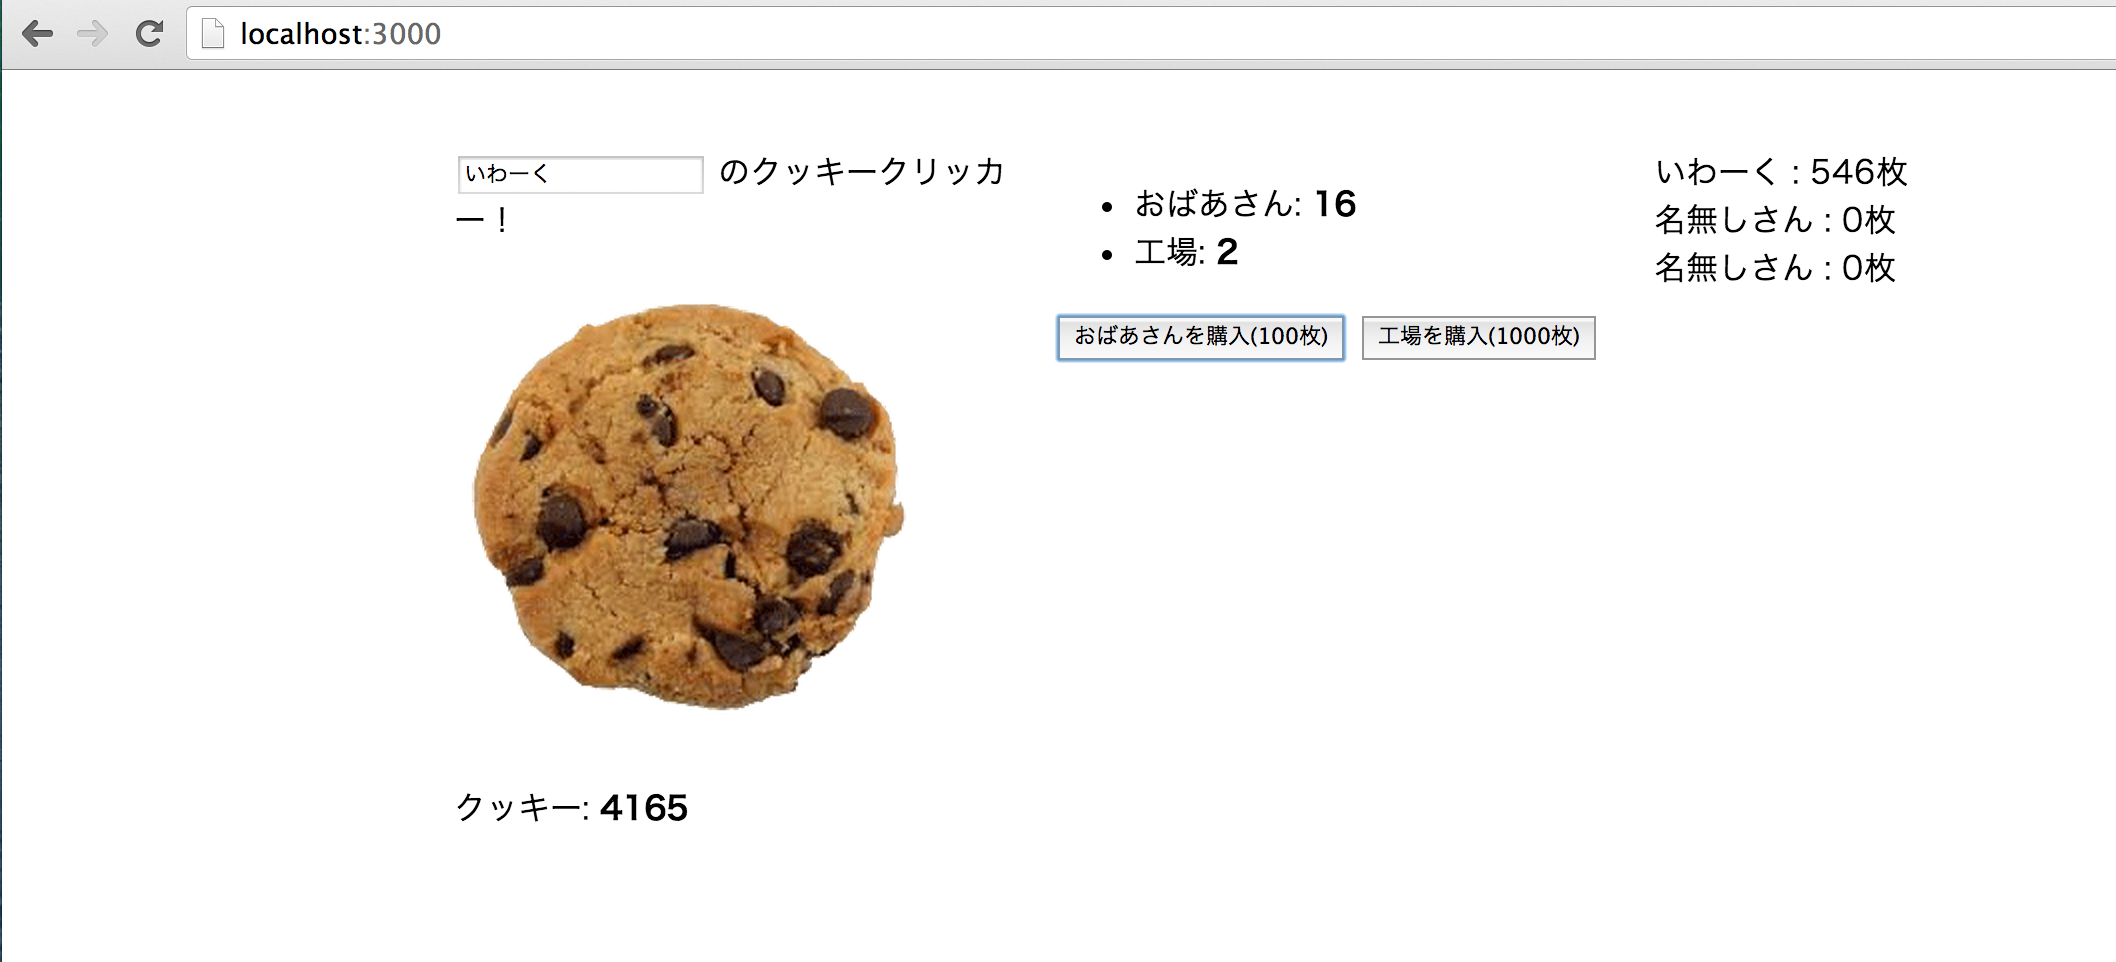 localhost:3000
いわーく のクッキークリッカ
ー！
おばあさん: 16
工場: 2
おばあさんを購入(100枚) 工場を購入(1000枚)
いわーく : 546枚
名無しさん : 0枚
名無しさん : 0枚
クッキー: 4165